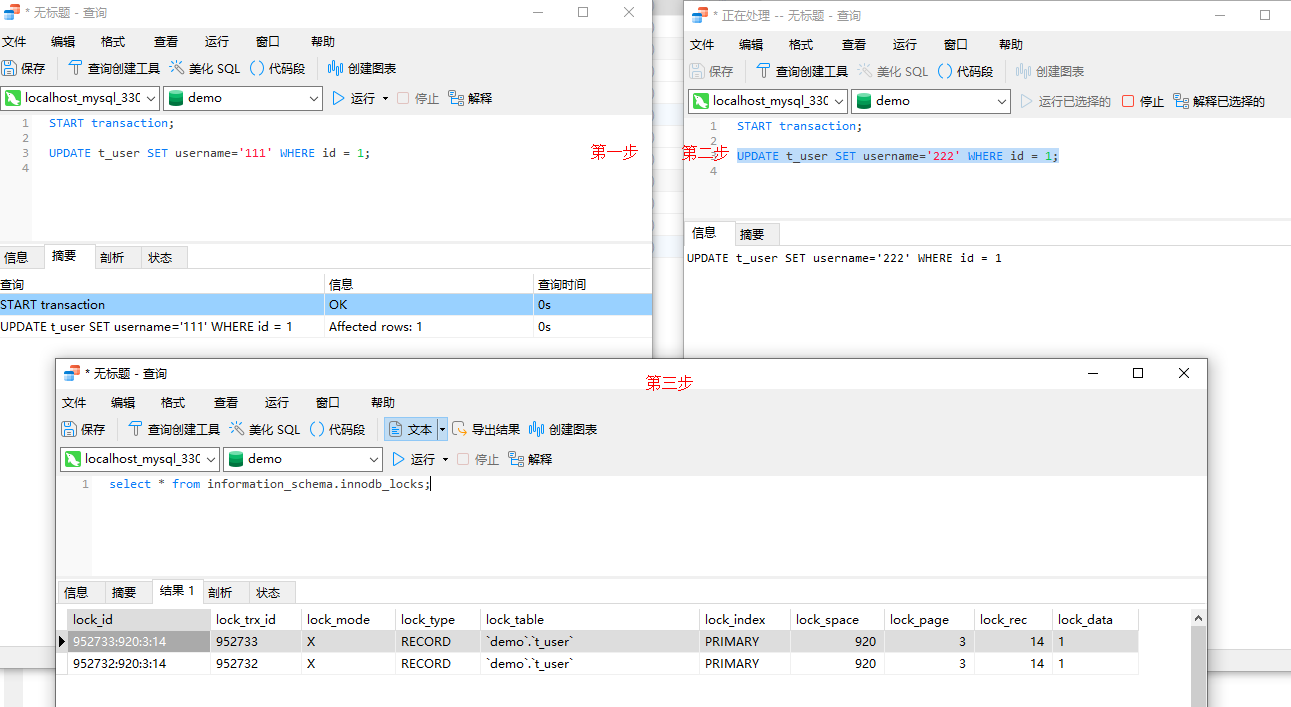 * 无标题 - 查询
文件 编辑 格式 查看 运行 窗口 帮助
保存 查询创建工具 美化 SQL () 代码段 创建图表
localhost_mysql_330 demo 运行 停止 解释
1 START transaction;
2
3 UPDATE t_user SET username='111' WHERE id = 1;
4
第一步
信息 摘要 剖析 状态
查询 信息 查询时间
START transaction OK 0s
UPDATE t_user SET username='111' WHERE id = 1 Affected rows: 1 0s
* 正在处理 -- 无标题 - 查询
文件 编辑 格式 查看 运行 窗口 帮助
保存 查询创建工具 美化 SQL () 代码段 创建图表
localhost_mysql_330 demo 运行已选择的 停止 解释已选择的
1 START transaction;
2
第二步
UPDATE t_user SET username='222' WHERE id = 1;
4
信息 摘要
UPDATE t_user SET username='222' WHERE id = 1
* 无标题 - 查询
第三步
文件 编辑 格式 查看 运行 窗口 帮助
保存 查询创建工具 美化 SQL () 代码段 文本 导出结果 创建图表
localhost_mysql_330 demo 运行 停止 解释
1 select * from information_schema.innodb_locks;
信息 摘要 结果 1 剖析 状态
lock_id lock_trx_id lock_mode lock_type lock_table lock_index lock_space lock_page lock_rec lock_data
952733:920:3:14 952733 X RECORD `demo`.`t_user` PRIMARY 920 3 14 1
952732:920:3:14 952732 X RECORD `demo`.`t_user` PRIMARY 920 3 14 1